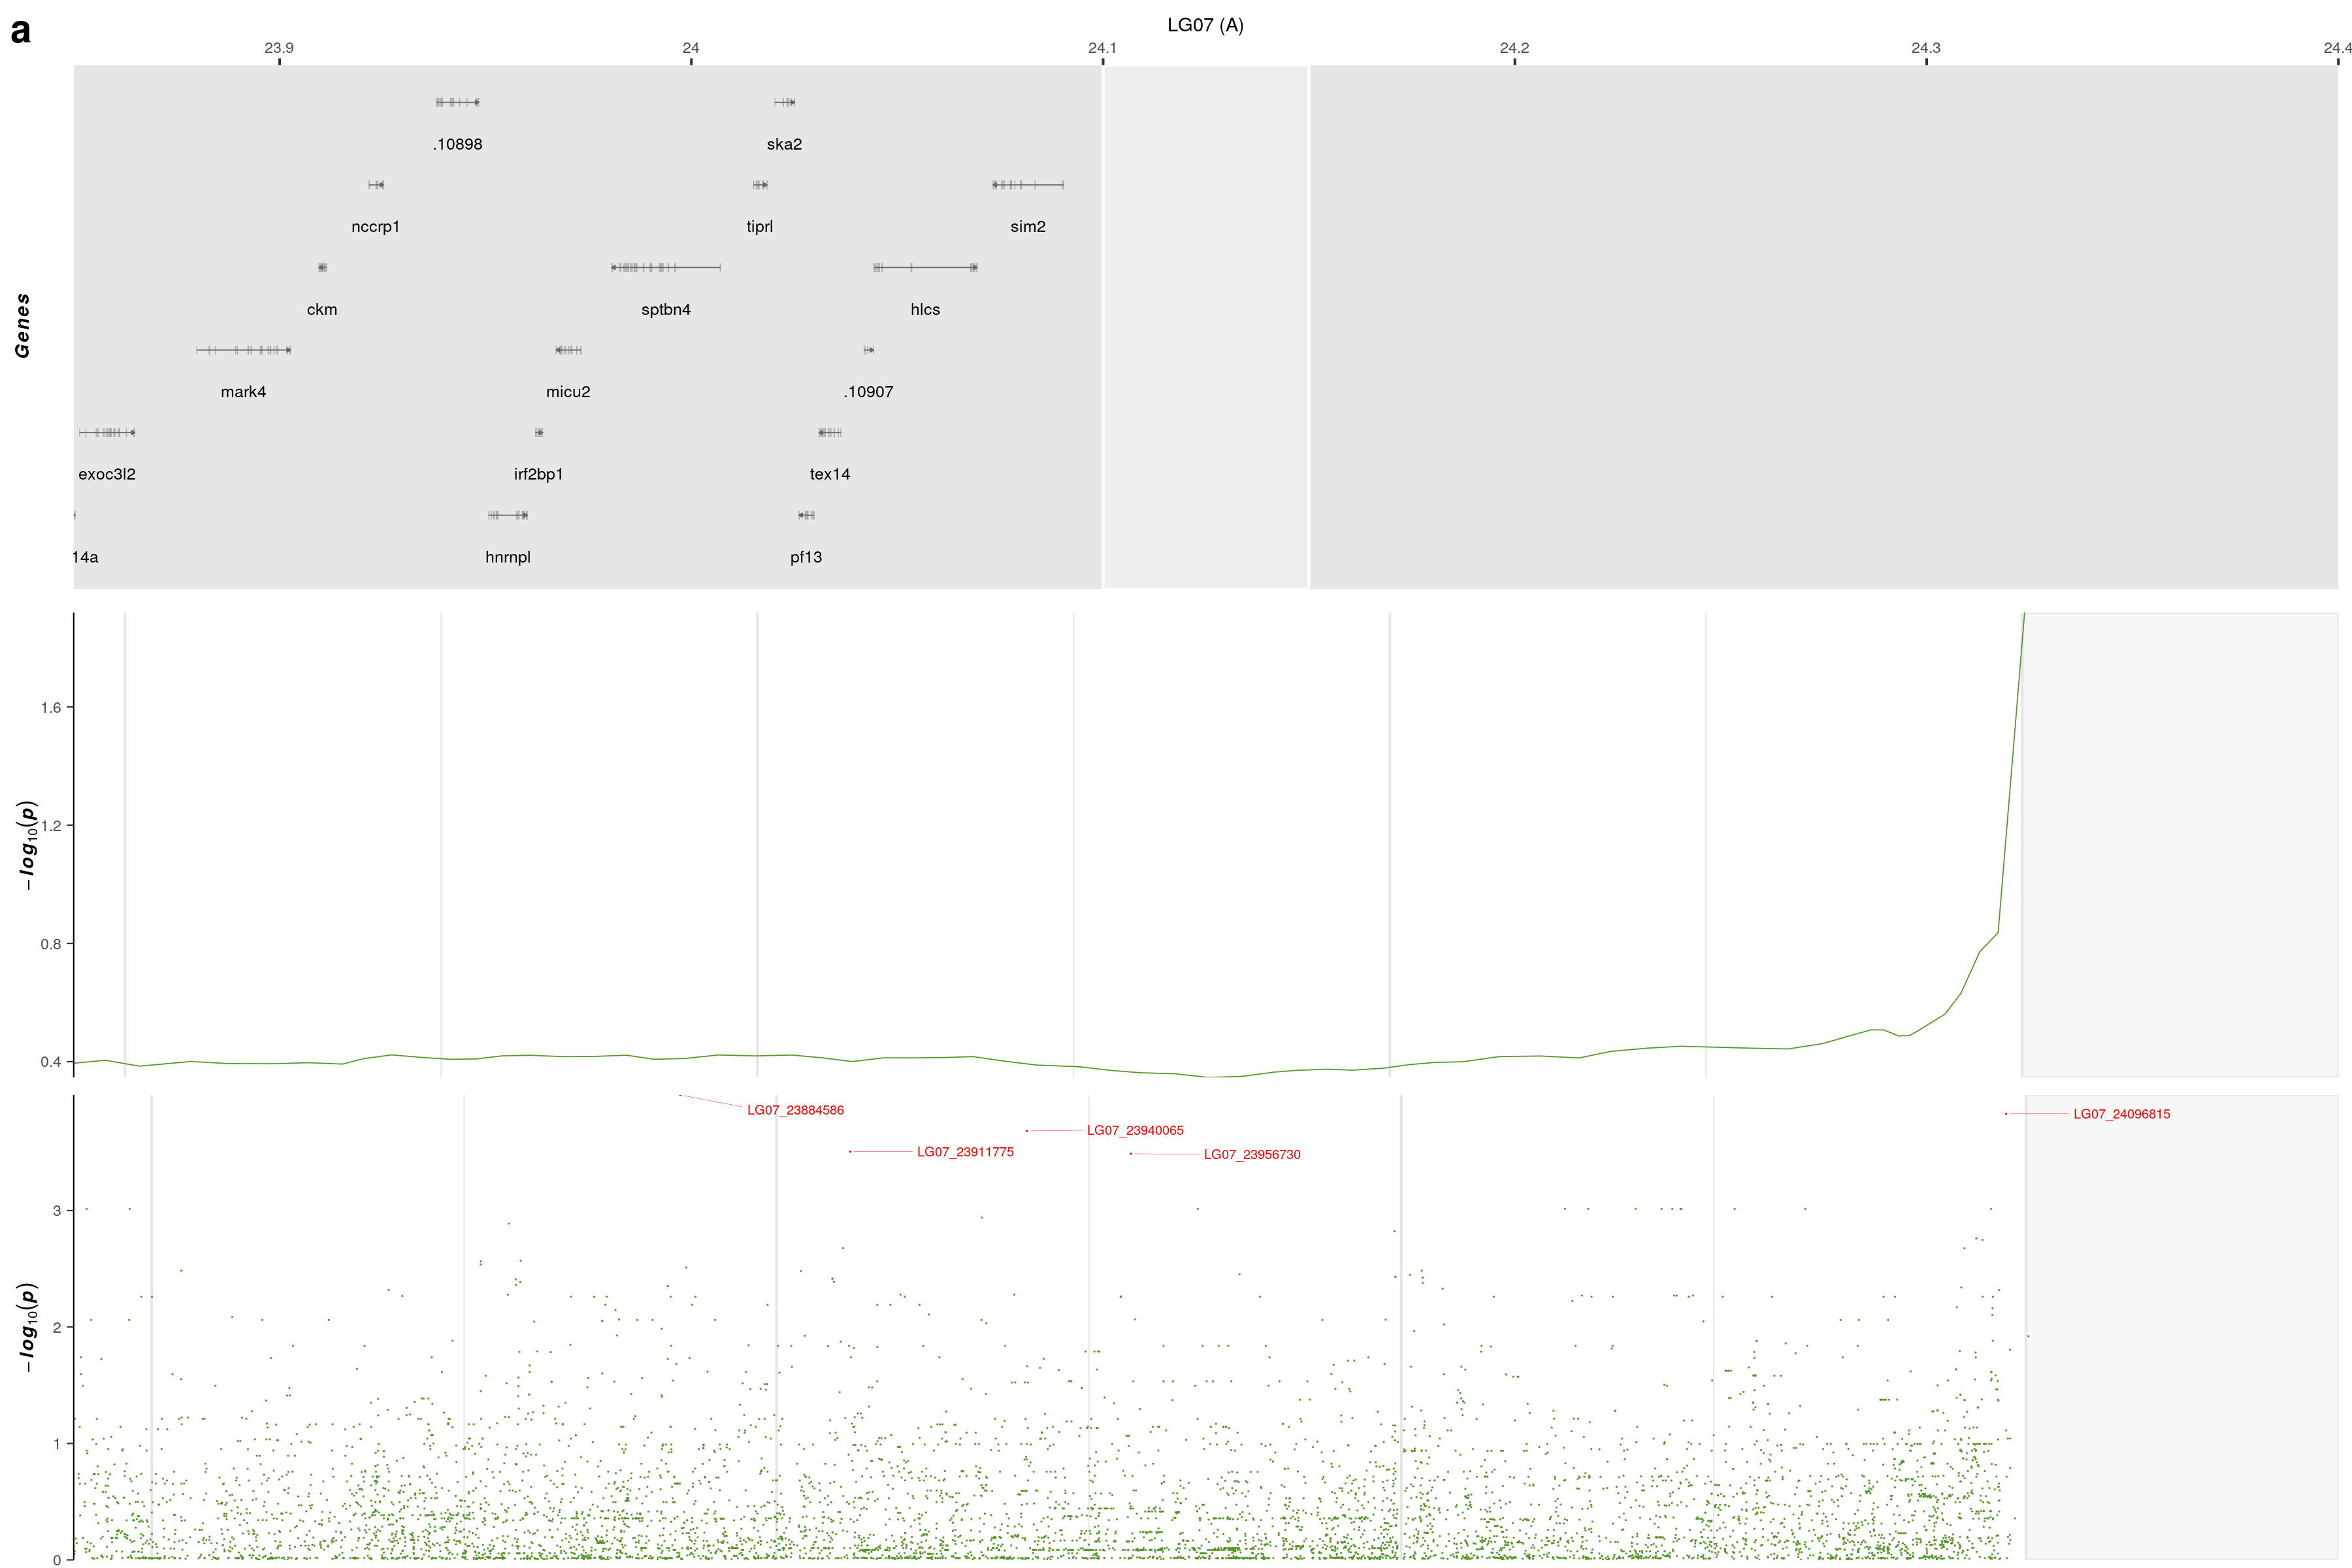 a
LG07 (A)
23.9 24 24.1 24.2 24.3 24.4
Genes
.10898 ska2
nccrp1 tiprl sim2
ckm sptbn4 hlcs
mark4 micu2 .10907
exoc3l2 irf2bp1 tex14
14a hnrnpl pf13
−log10(p)
1.6
1.2
0.8
0.4
−log10(p)
LG07_23884586
LG07_24096815
LG07_23940065
LG07_23911775
LG07_23956730
3
2
1
0